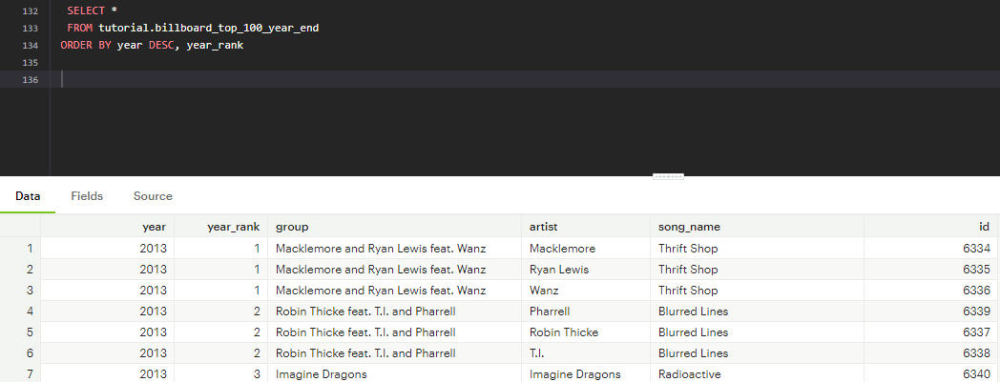 132 SELECT *
133 FROM tutorial.billboard_top_100_year_end
134 ORDER BY year DESC, year_rank
135
136
Data Fields Source
year year_rank group artist song_name id
1 2013 1 Macklemore and Ryan Lewis feat. Wanz Macklemore Thrift Shop 6334
2 2013 1 Macklemore and Ryan Lewis feat. Wanz Ryan Lewis Thrift Shop 6335
3 2013 1 Macklemore and Ryan Lewis feat. Wanz Wanz Thrift Shop 6336
4 2013 2 Robin Thicke feat. T.I. and Pharrell Pharrell Blurred Lines 6339
5 2013 2 Robin Thicke feat. T.I. and Pharrell Robin Thicke Blurred Lines 6337
6 2013 2 Robin Thicke feat. T.I. and Pharrell T.I. Blurred Lines 6338
7 2013 3 Imagine Dragons Imagine Dragons Radioactive 6340